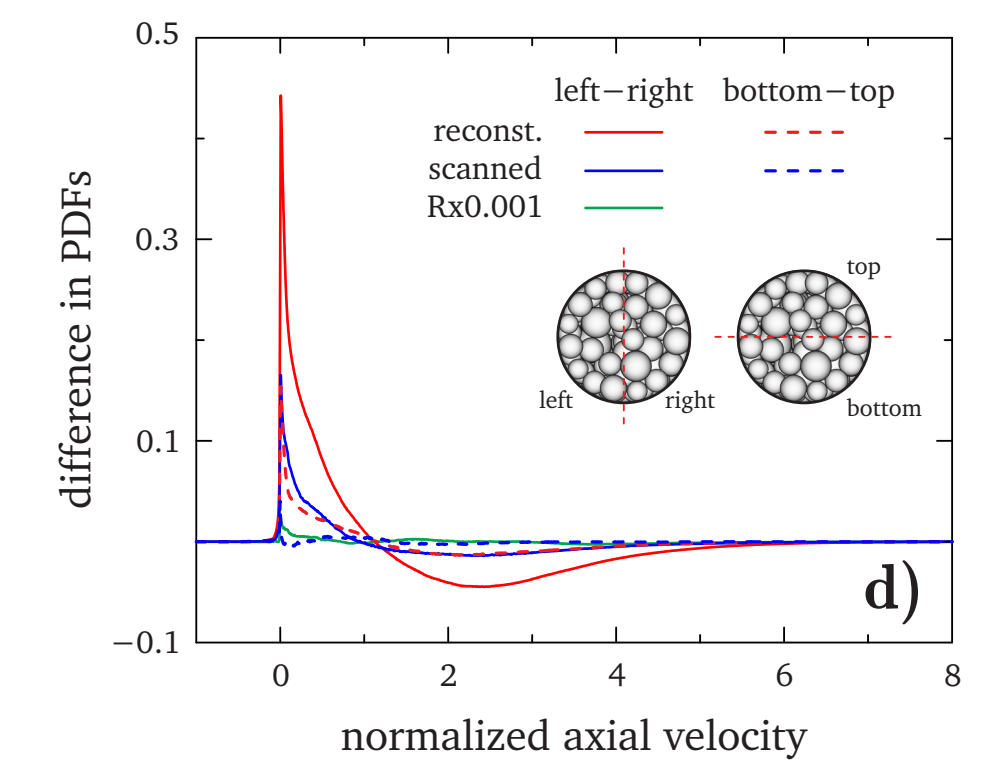 0.5
left−right bottom−top
reconst.
scanned
Rx0.001
0.3
top
left right
bottom
0.1
d)
−0.1
0 2 4 6 8
difference in PDFs
normalized axial velocity